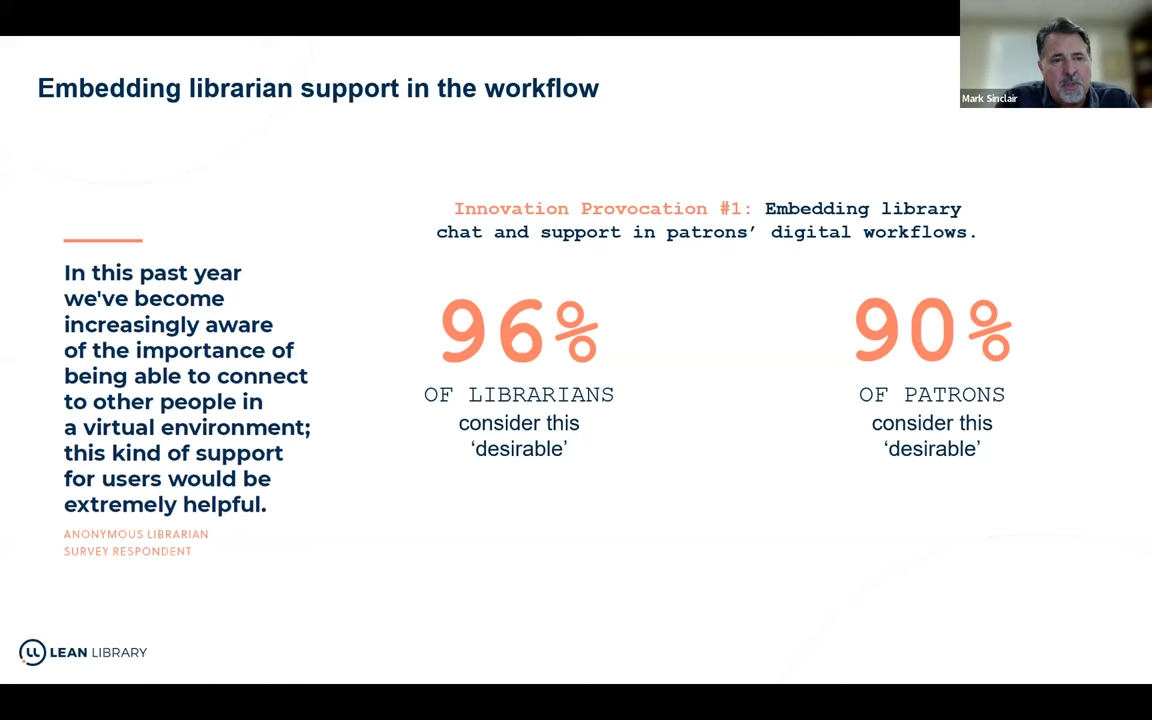 Embedding librarian support in the workflow
Mark Sinclair
In this past year
we've become
increasingly aware
of the importance of
being able to connect
to other people in
a virtual environment;
this kind of support
for users would be
extremely helpful.
ANONYMOUS LIBRARIAN
SURVEY RESPONDENT
Innovation Provocation #1: Embedding library
chat and support in patrons’ digital workflows.
96%
OF LIBRARIANS
consider this
‘desirable’
90%
OF PATRONS
consider this
‘desirable’
LL LEAN LIBRARY